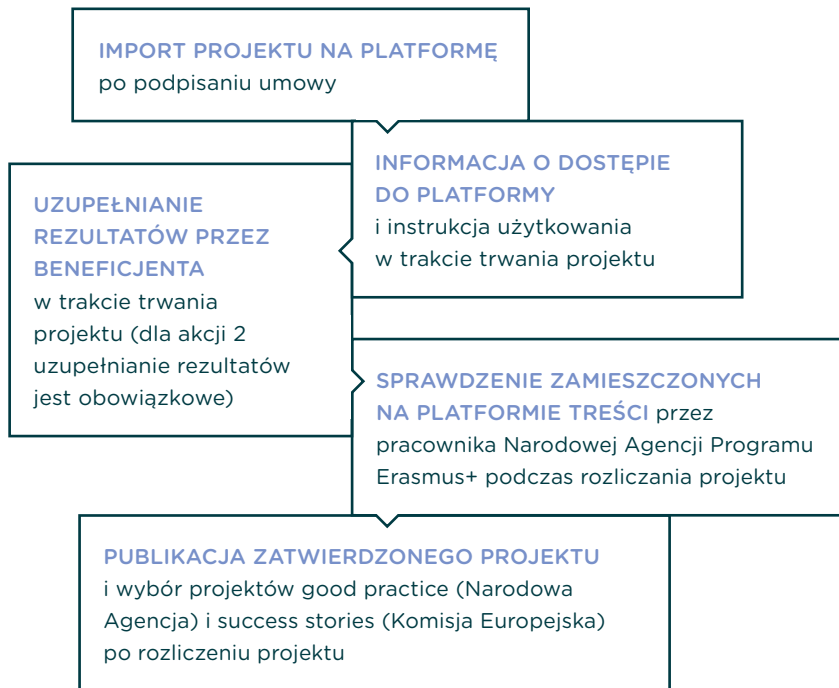 IMPORT PROJEKTU NA PLATFORMĘ
po podpisaniu umowy
INFORMACJA O DOSTĘPIE
DO PLATFORMY
i instrukcja użytkowania
w trakcie trwania projektu
UZUPEŁNIANIE
REZULTATÓW PRZEZ
BENEFICJENTA
w trakcie trwania
projektu (dla akcji 2
uzupełnianie rezultatów
jest obowiązkowe)
SPRAWDZENIE ZAMIESZCZONYCH
NA PLATFORMIE TREŚCI przez
pracownika Narodowej Agencji Programu
Erasmus+ podczas rozliczania projektu
PUBLIKACJA ZATWIERDZONEGO PROJEKTU
i wybór projektów good practice (Narodowa
Agencja) i success stories (Komisja Europejska)
po rozliczeniu projektu